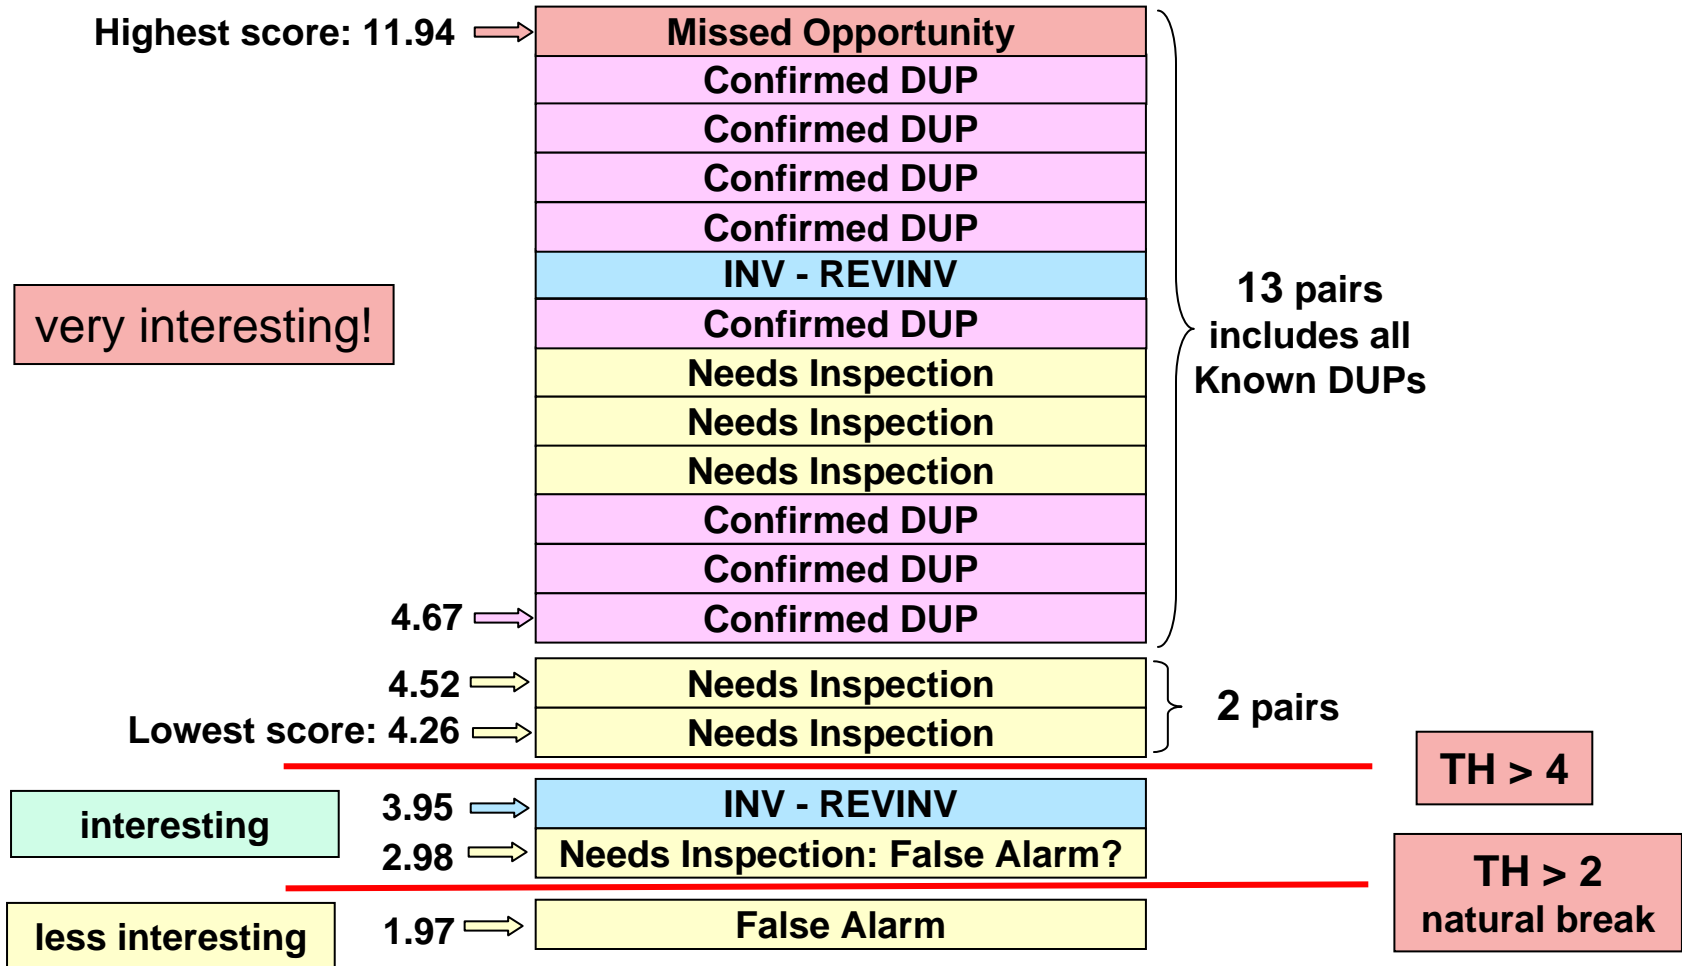 Highest score: 11.94
Missed Opportunity
Confirmed DUP
Confirmed DUP
Confirmed DUP
Confirmed DUP
INV - REVINV
very interesting!
Confirmed DUP
13 pairs
includes all
Known DUPs
Needs Inspection
Needs Inspection
Needs Inspection
Confirmed DUP
Confirmed DUP
4.67
Confirmed DUP
4.52
Needs Inspection
Lowest score: 4.26
Needs Inspection
2 pairs
TH > 4
interesting
3.95
INV - REVINV
2.98
Needs Inspection: False Alarm?
TH > 2
natural break
less interesting
1.97
False Alarm